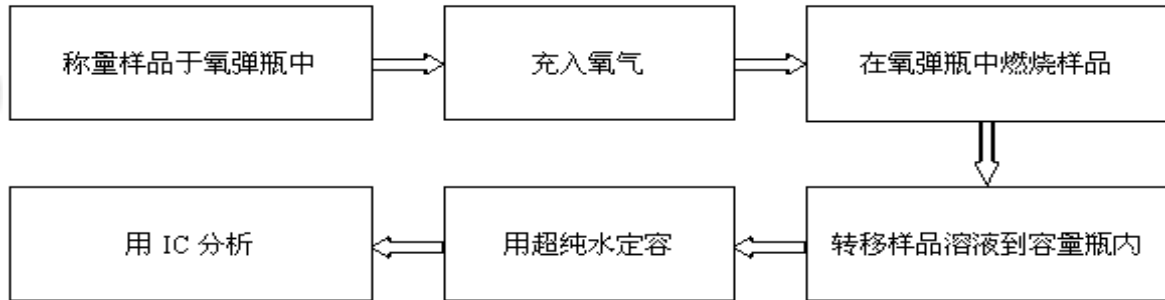 称量样品于氧弹瓶中
充入氧气
在氧弹瓶中燃烧样品
转移样品溶液到容量瓶内
用超纯水定容
用 IC 分析